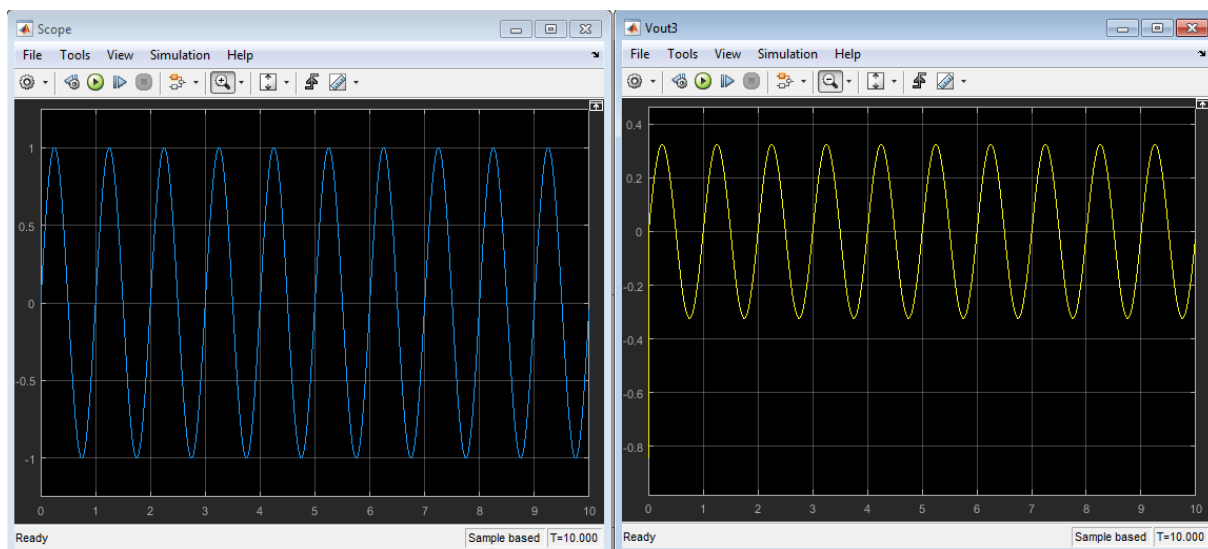 Scope
File Tools View Simulation Help
1
0.5
0
-0.5
-1
0 1 2 3 4 5 6 7 8 9 10
Ready Sample based T=10.000
Vout3
File Tools View Simulation Help
0.4
0.2
0
-0.2
-0.4
-0.6
-0.8
0 1 2 3 4 5 6 7 8 9 10
Ready Sample based T=10.000